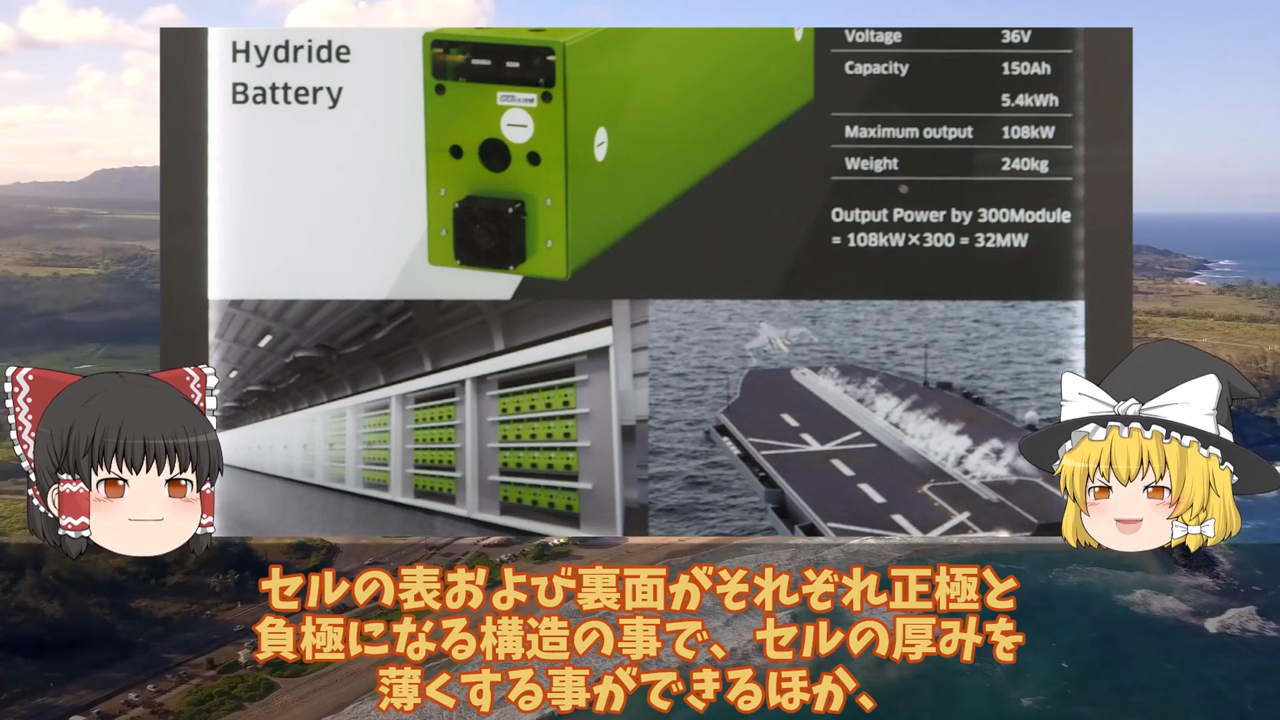 Hydride
Battery
Voltage 36V
Capacity 150Ah
5.4kWh
Maximum output 108kW
Weight 240kg
Output Power by 300Module
= 108kW×300 = 32MW
セルの表および裏面がそれぞれ正極と
負極になる構造の事で、セルの厚みを
薄くする事ができるほか、